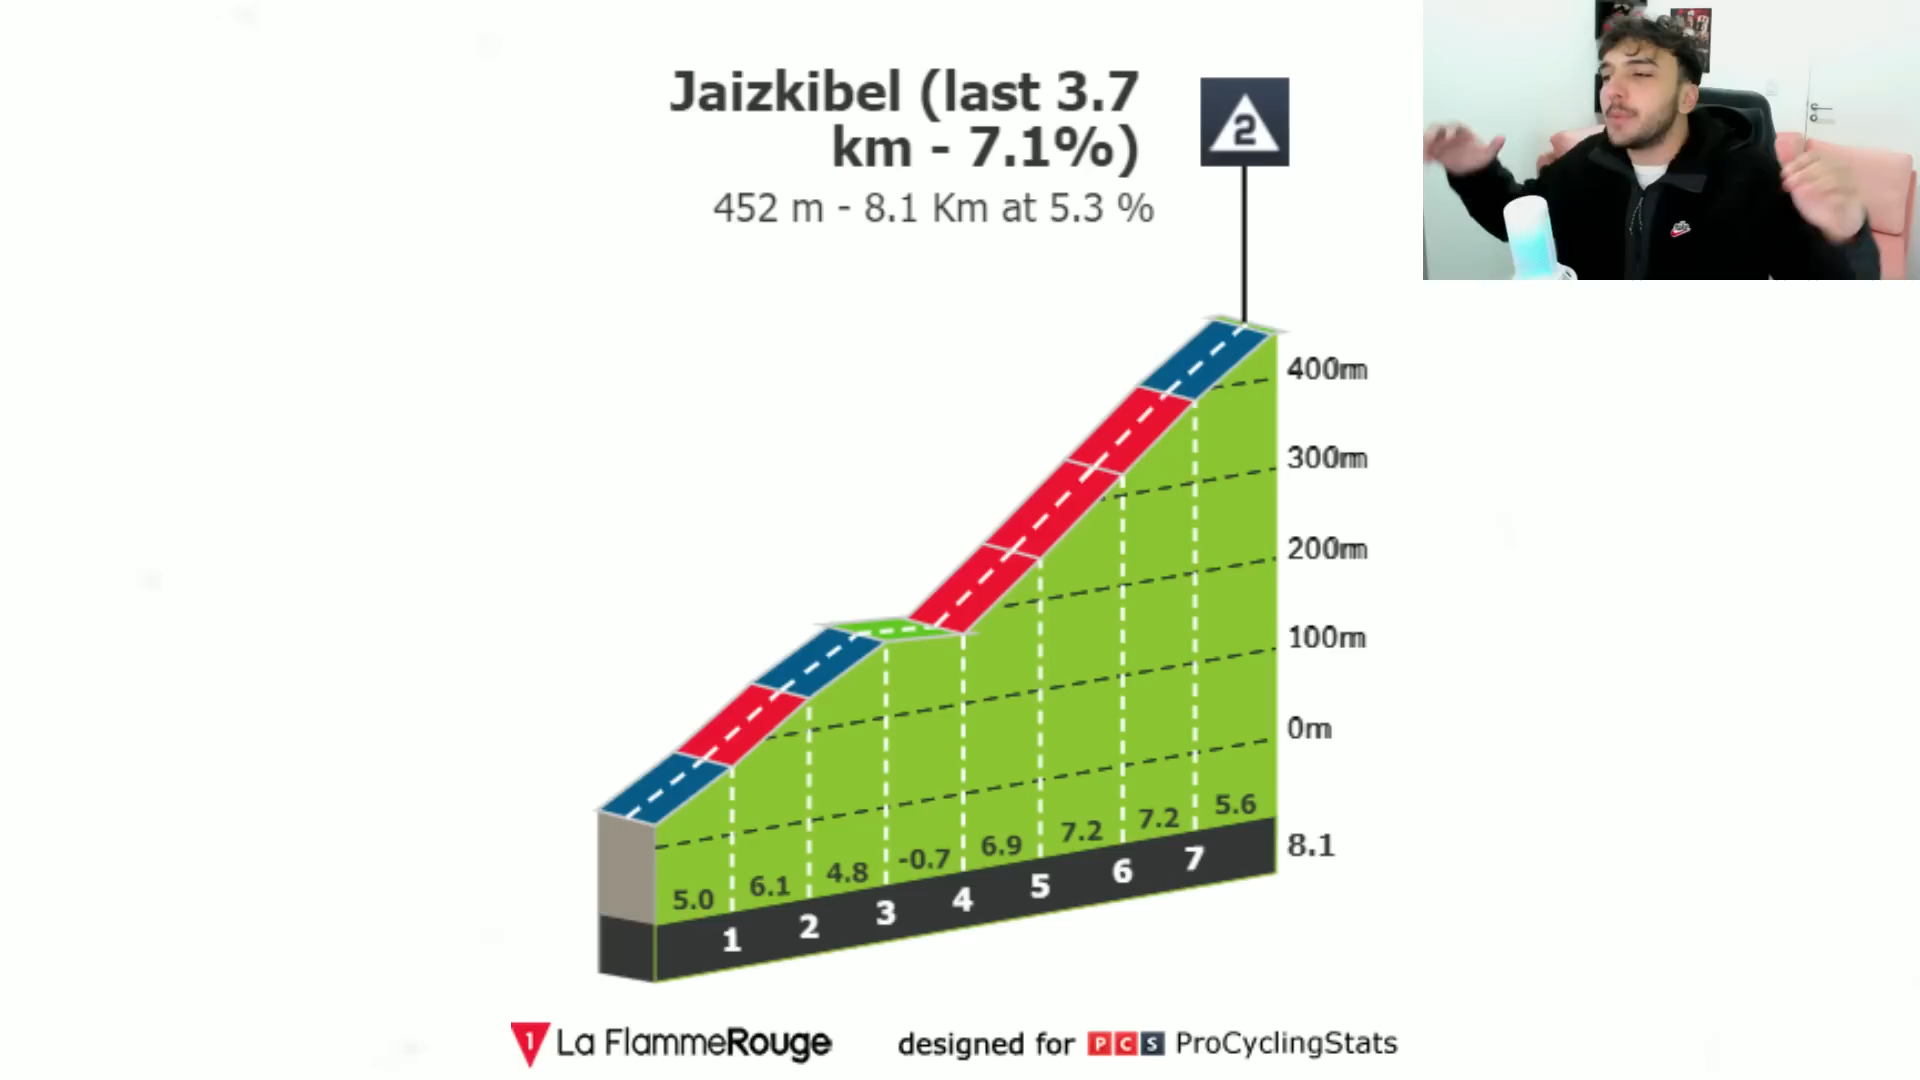 Jaizkibel (last 3.7
km - 7.1%)
2
452 m - 8.1 Km at 5.3 %
400m
300m
200m
100m
0m
5.0 6.1 4.8 -0.7 6.9 7.2 7.2 5.6
1 2 3 4 5 6 7 8.1
1 La FlammeRouge designed for PCS ProCyclingStats